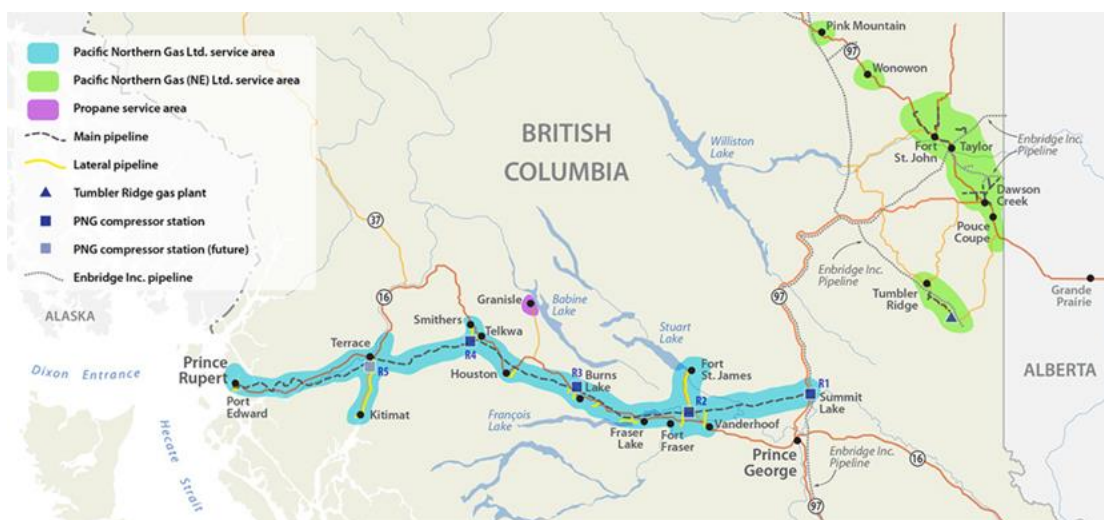 Pacific Northern Gas Ltd. service area
Pacific Northern Gas (NE) Ltd. service area
Propane service area
Main pipeline
Lateral pipeline
Tumbler Ridge gas plant
PNG compressor station
PNG compressor station (future)
Enbridge Inc. pipeline
Pink Mountain
97
Wonowon
BRITISH
COLUMBIA
Williston
Lake
Fort
St. John
Taylor
Enbridge Inc.
Pipeline
Dawson
Creek
Pouce
Coupe
37
Enbridge Inc.
Pipeline
Tumbler
Ridge
Grande
Prairie
ALASKA
16
97
Granisle
Babine
Lake
Smithers
Telkwa
R4
Stuart
Lake
Terrace
R5
Prince
Rupert
Port
Edward
Kitimat
Houston
R3
Burns
Lake
Fort
St. James
R2
R1
Summit
Lake
ALBERTA
Dixon Entrance
Hecate Strait
François
Lake
Fraser
Lake
Fort
Fraser
Vanderhoof
Prince
George
Enbridge Inc.
Pipeline
16
97